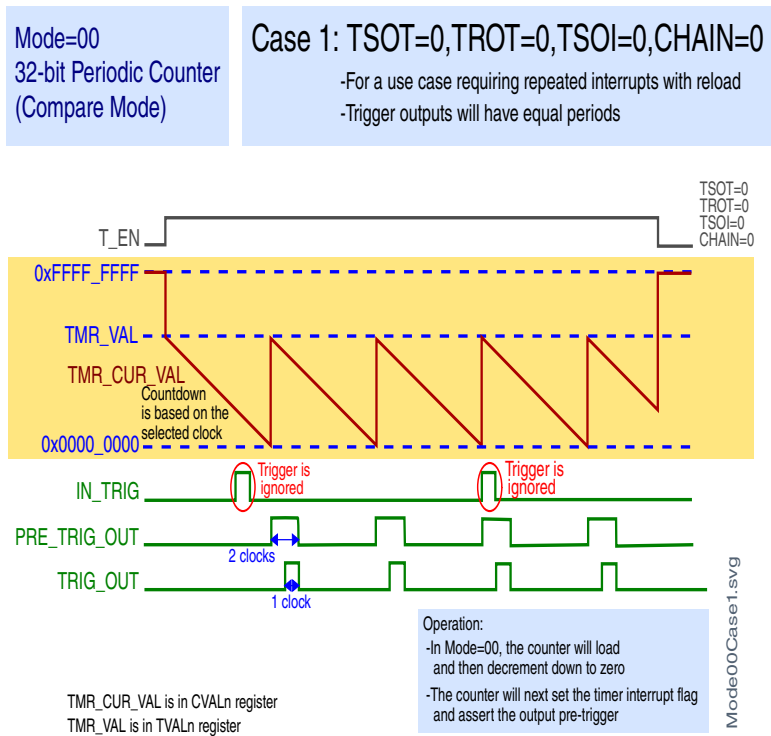 Mode=00
32-bit Periodic Counter
(Compare Mode)
Case 1: TSOT=0,TROT=0,TSOI=0,CHAIN=0
-For a use case requiring repeated interrupts with reload
-Trigger outputs will have equal periods
TSOT=0
TROT=0
TSOI=0
CHAIN=0
T_EN
0xFFFF_FFFF
TMR_VAL
TMR_CUR_VAL
Countdown
is based on the
selected clock
0x0000_0000
IN_TRIG
Trigger is
ignored
Trigger is
ignored
PRE_TRIG_OUT
2 clocks
TRIG_OUT
1 clock
Operation:
-In Mode=00, the counter will load
and then decrement down to zero
-The counter will next set the timer interrupt flag
and assert the output pre-trigger
TMR_CUR_VAL is in CVALn register
TMR_VAL is in TVALn register
Mode00Case1.svg